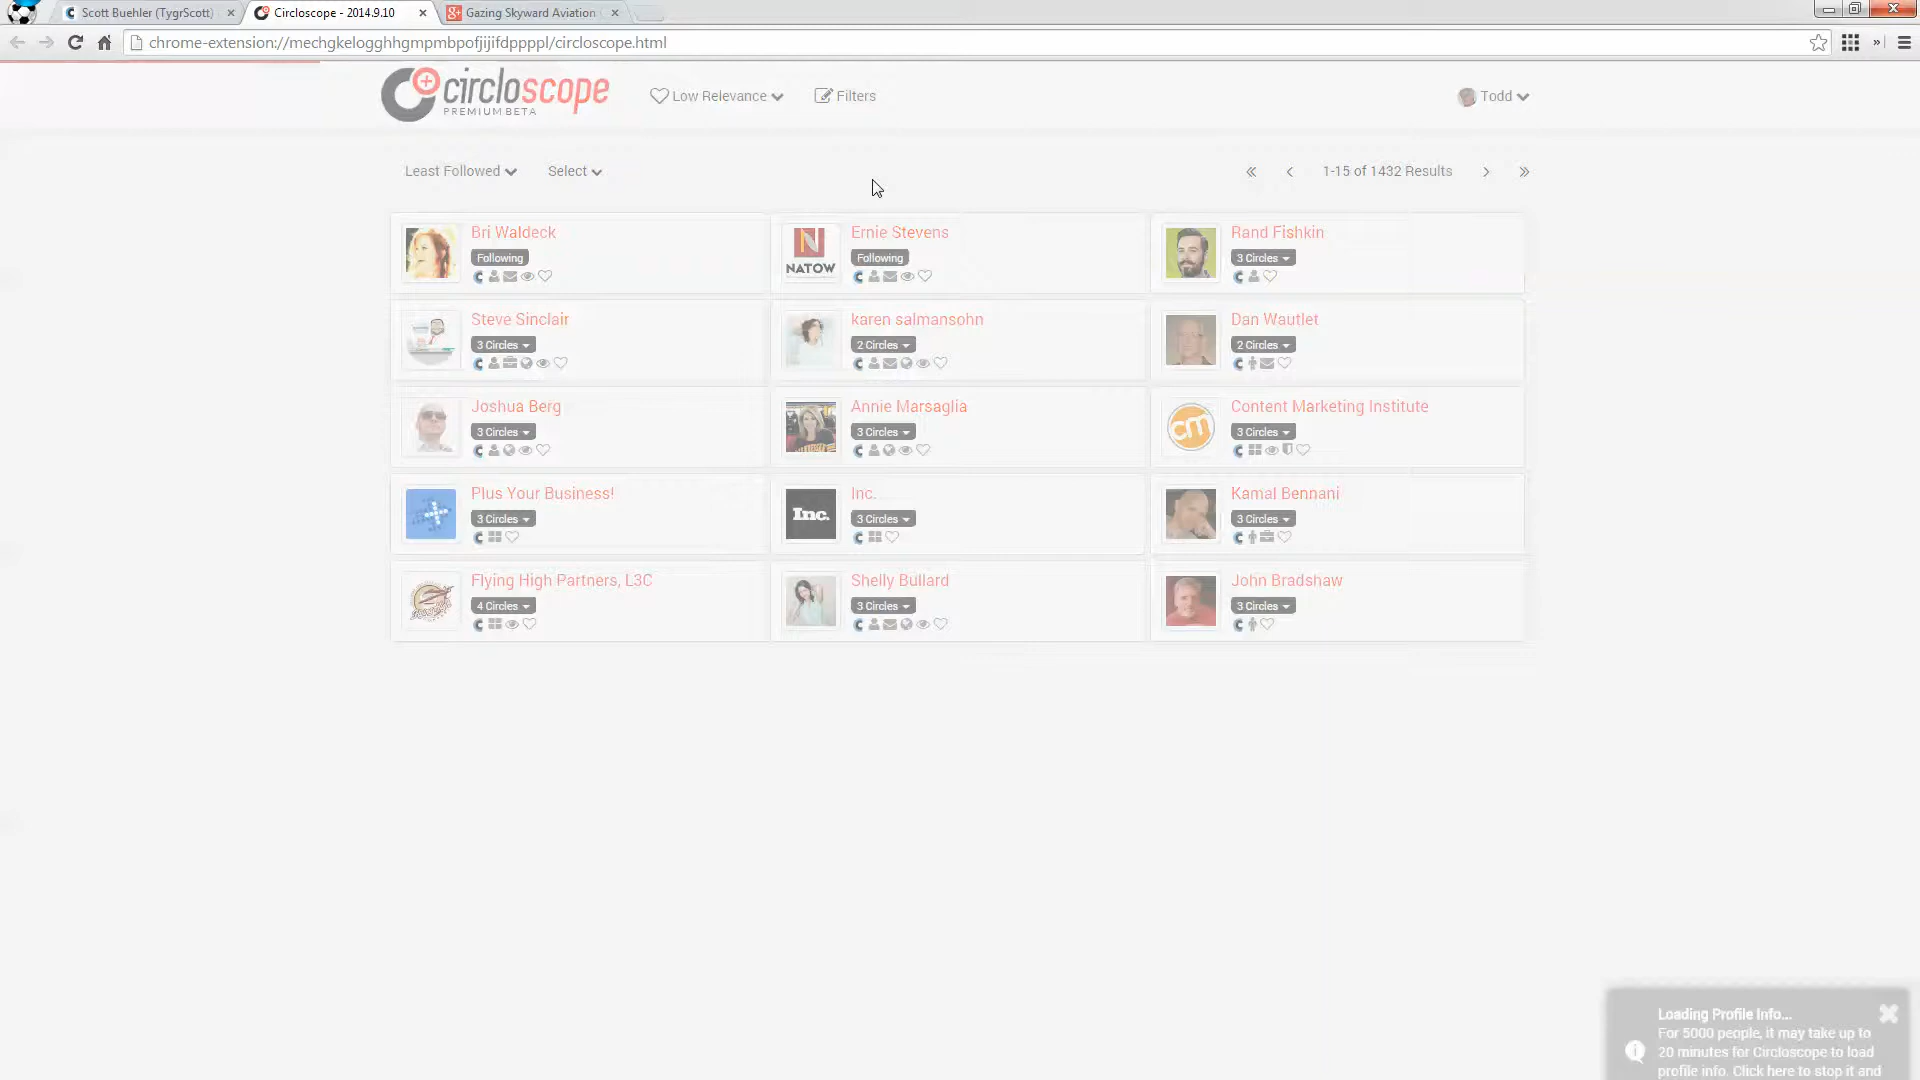 Scott Buehler (TygrScott)
Circloscope - 2014.9.10
Gazing Skyward Aviation
chrome-extension://mechgkelogghhgmpmbpofjijifdppppl/circloscope.html
circloscope
PREMIUM BETA
Low Relevance
Filters
Todd
Least Followed
Select
1-15 of 1432 Results
Bri Waldeck
Following
Ernie Stevens
Following
NATOW
Rand Fishkin
3 Circles
Steve Sinclair
3 Circles
karen salmansohn
2 Circles
Dan Wautlet
2 Circles
Joshua Berg
3 Circles
Annie Marsaglia
3 Circles
cm
Content Marketing Institute
3 Circles
Plus Your Business!
3 Circles
Inc.
Inc.
3 Circles
Kamal Bennani
3 Circles
Flying High Partners, L3C
4 Circles
Shelly Bullard
3 Circles
John Bradshaw
3 Circles
Loading Profile Info...
For 5000 people, it may take up to
20 minutes for Circloscope to load
profile info. Click here to stop it and